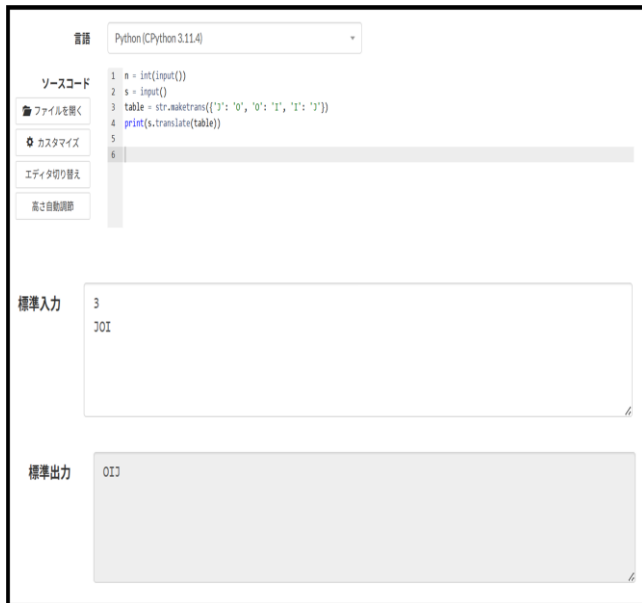 言語 Python (CPython 3.11.4)
ソースコード
ファイルを開く
カスタマイズ
エディタ切り替え
高さ自動調節
1 n = int(input())
2 s = input()
3 table = str.maketrans({'J': 'O', 'O': 'I', 'I': 'J'})
4 print(s.translate(table))
5
6
標準入力
3
JOI
標準出力
OIJ